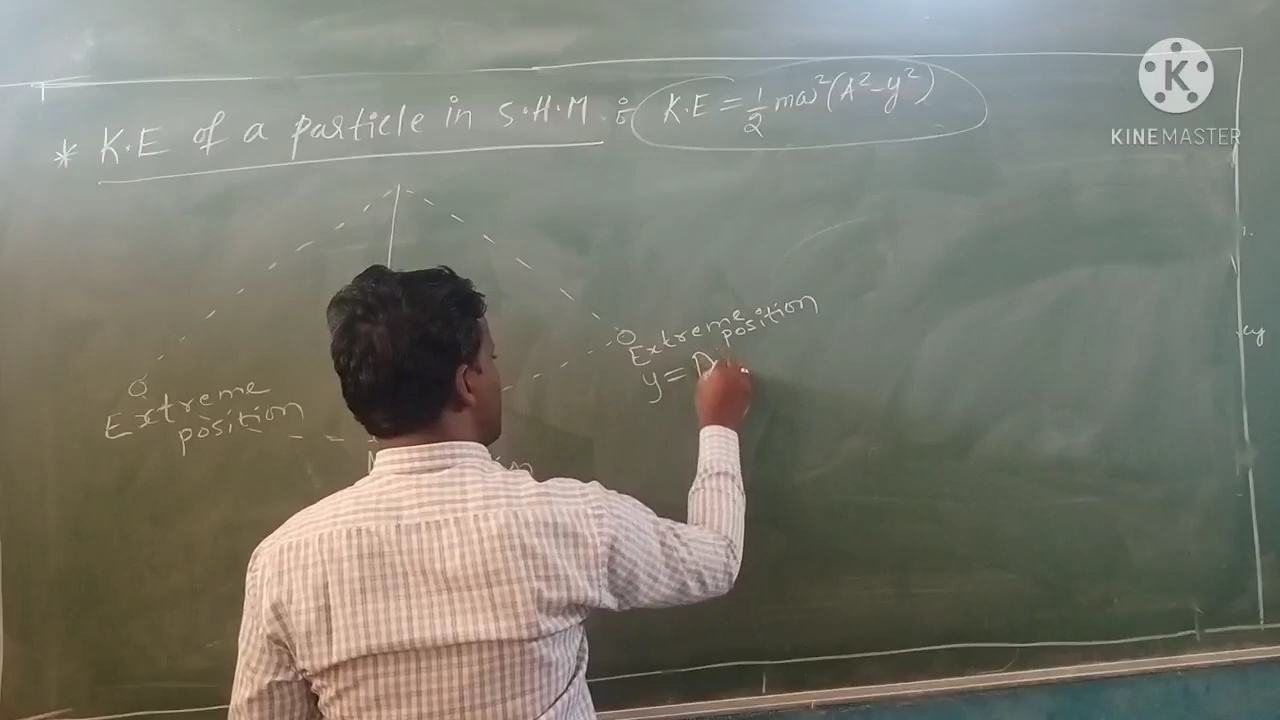 * K.E of a particle in S.H.M. : K.E = 1/2 mω²(A²-y²)
KINEMASTER
Extreme
position
y =
Extreme
position